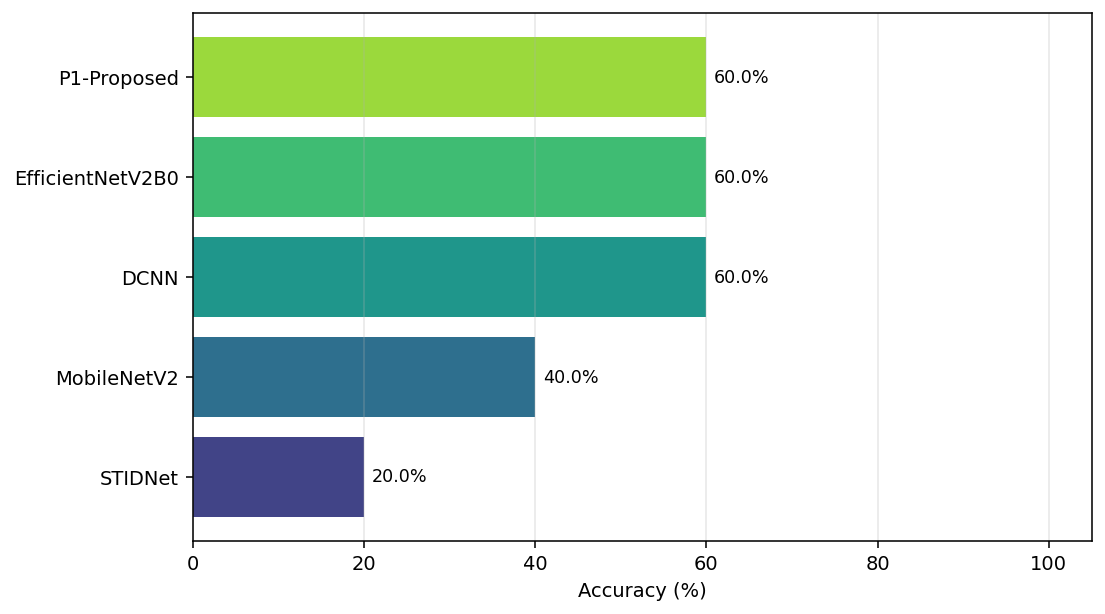 P1-Proposed 60.0%
EfficientNetV2B0 60.0%
DCNN 60.0%
MobileNetV2 40.0%
STIDNet 20.0%
0 20 40 60 80 100
Accuracy (%)